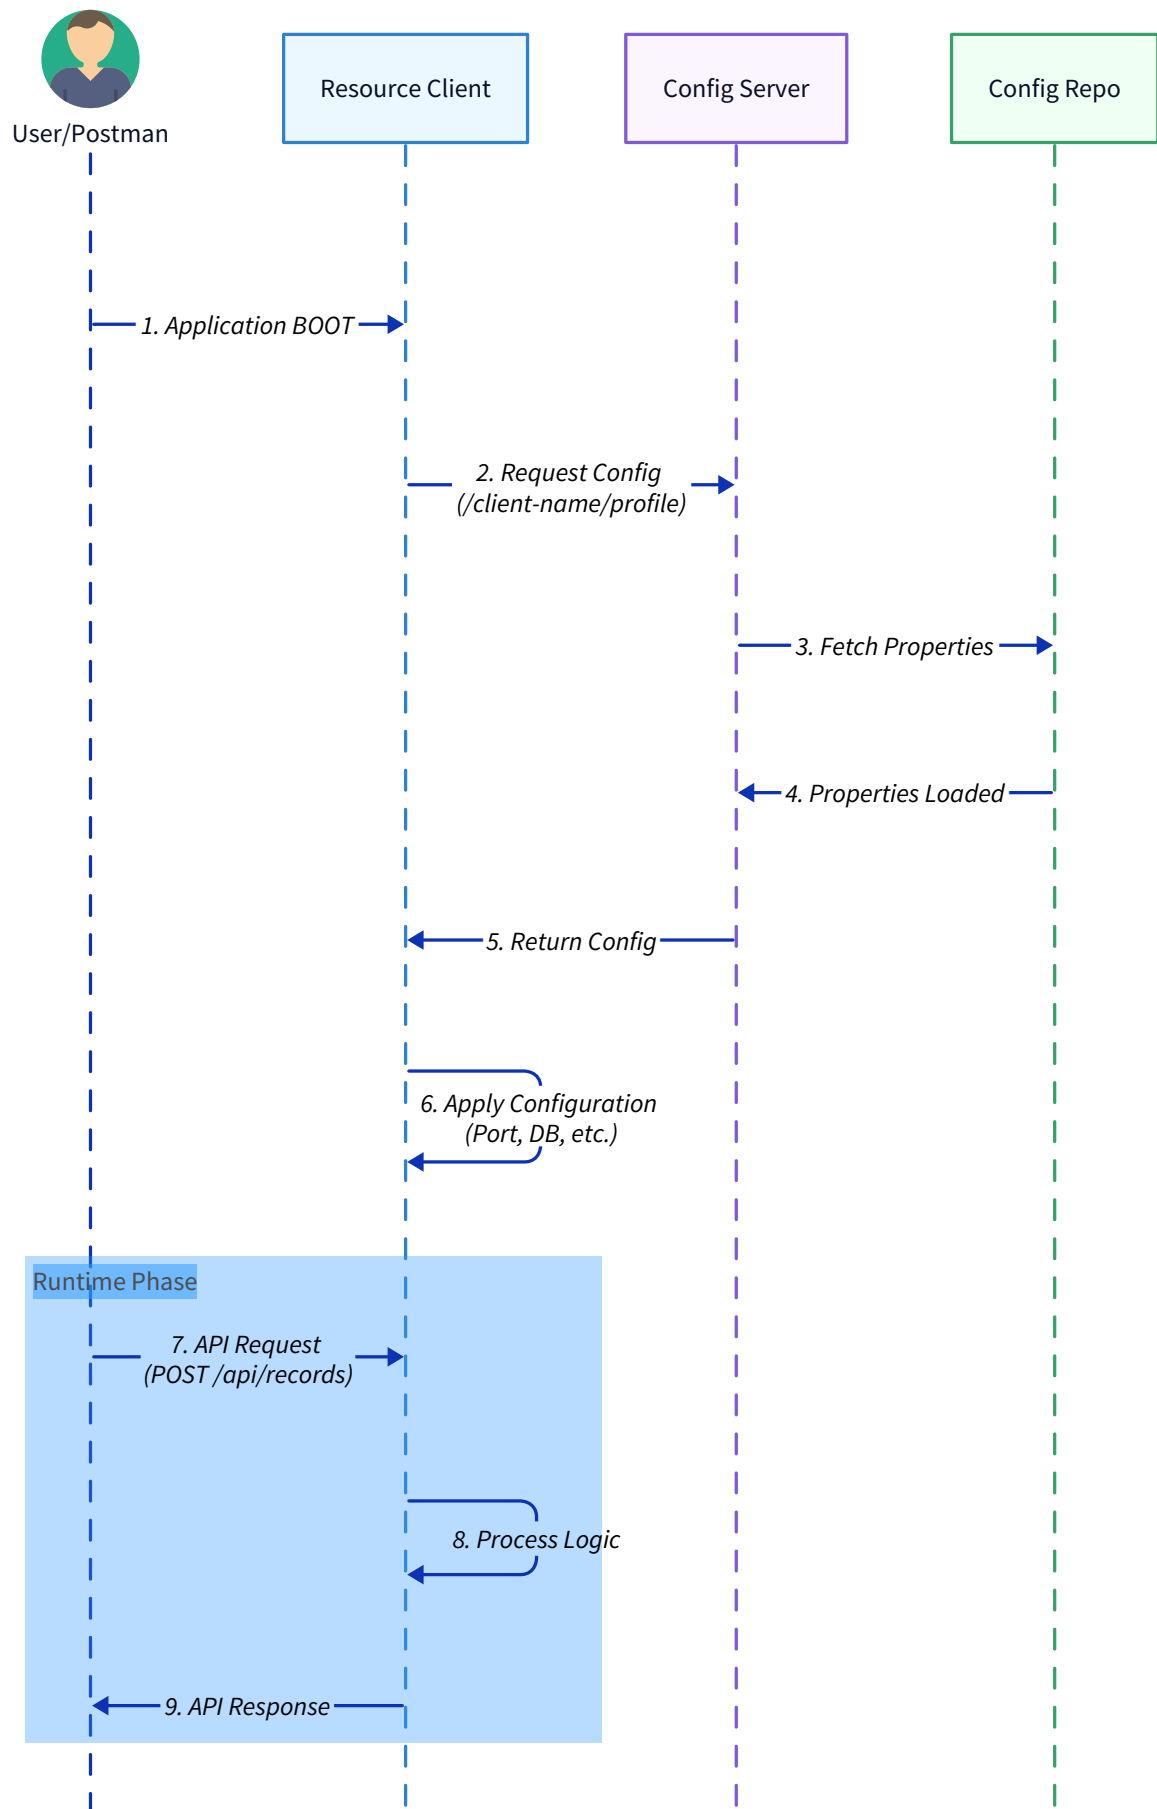 User/Postman
Resource Client
Config Server
Config Repo
1. Application BOOT
2. Request Config
(/client-name/profile)
3. Fetch Properties
4. Properties Loaded
5. Return Config
6. Apply Configuration
(Port, DB, etc.)
Runtime Phase
7. API Request
(POST /api/records)
8. Process Logic
9. API Response